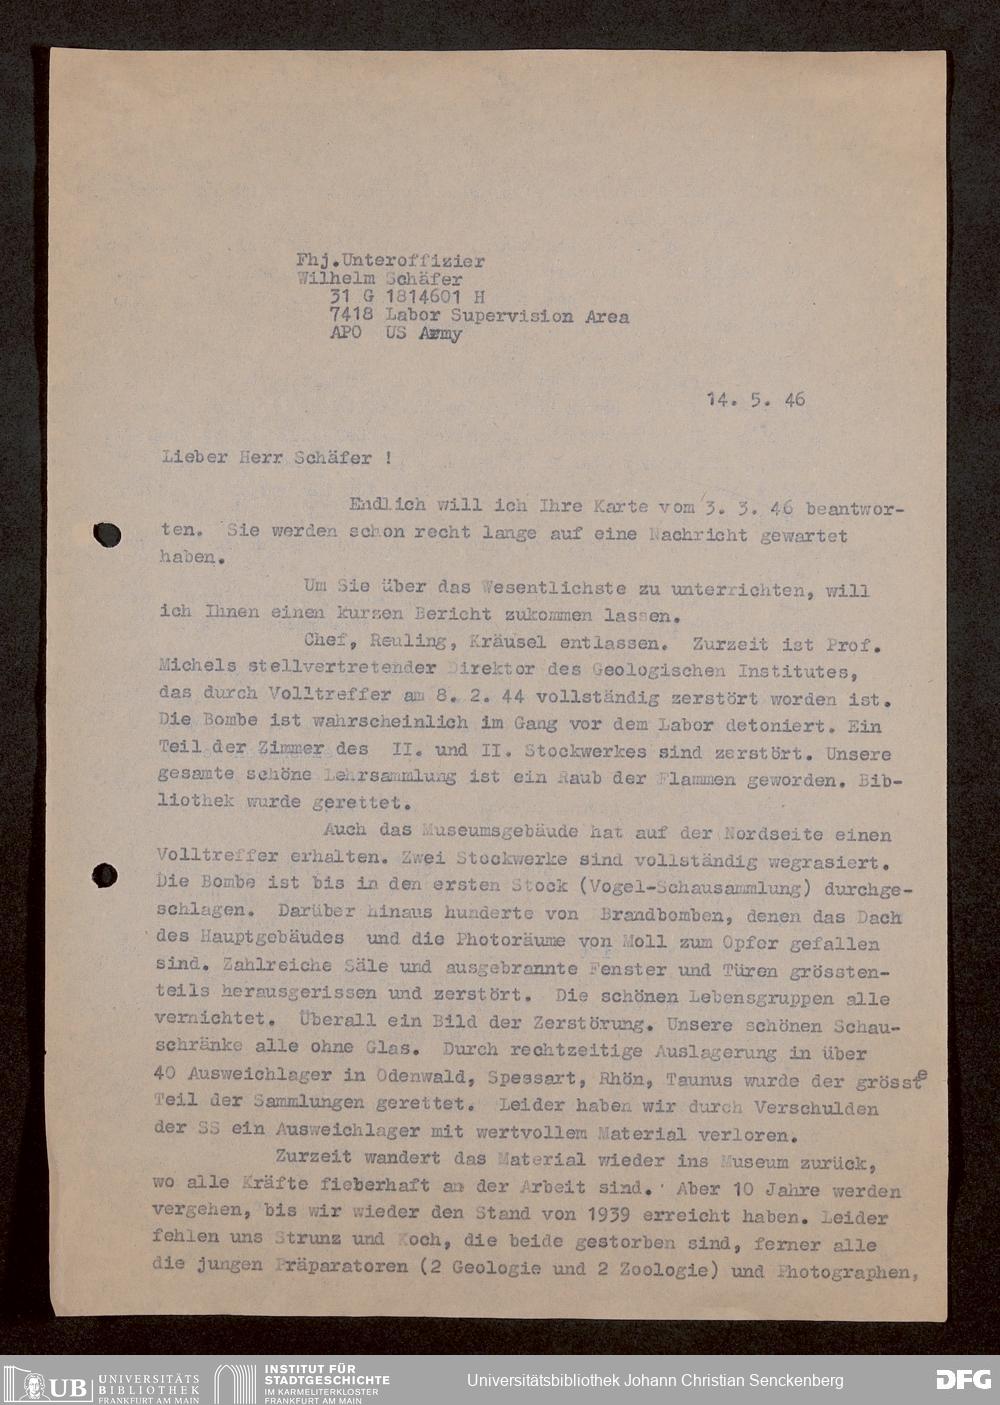 Fhj.Unteroffizier
Wilhelm Schäfer
31 G 1814601 H
7418 Labor Supervision Area
APO US Army
14. 5. 46
Lieber Herr Schäfer !
Endlich will ich Ihre Karte vom 3. 3. 46 beantwor-
ten. Sie werden schon recht lange auf eine Nachricht gewartet
haben.
Um Sie über das Wesentlichste zu unterrichten, will
ich Ihnen einen kurzen Bericht zukommen lassen.
Chef, Reuling, Kräusel entlassen. Zurzeit ist Prof.
Michels stellvertretender Direktor des Geologischen Institutes,
das durch Volltreffer am 8. 2. 44 vollständig zerstört worden ist.
Die Bombe ist wahrscheinlich im Gang vor dem Labor detoniert. Ein
Teil der Zimmer des II. und II. Stockwerkes sind zerstört. Unsere
gesamte schöne Lehrsammlung ist ein Raub der Flammen geworden. Bib-
liothek wurde gerettet.
Auch das Museumsgebäude hat auf der Nordseite einen
Volltreffer erhalten. Zwei Stockwerke sind vollständig wegrasiert.
Die Bombe ist bis in den ersten Stock (Vogel-Schausammlung) durchge-
schlagen. Darüber hinaus hunderte von Brandbomben, denen das Dach
des Hauptgebäudes und die Photoräume von Moll zum Opfer gefallen
sind. Zahlreiche Säle und ausgebrannte Fenster und Türen grössten-
teils herausgerissen und zerstört. Die schönen Lebensgruppen alle
vernichtet. Überall ein Bild der Zerstörung. Unsere schönen Schau-
schränke alle ohne Glas. Durch rechtzeitige Auslagerung in über
40 Ausweichlager in Odenwald, Spessart, Rhön, Taunus wurde der grösste
Teil der Sammlungen gerettet. Leider haben wir durch Verschulden
der SS ein Ausweichlager mit wertvollem Material verloren.
Zurzeit wandert das Material wieder ins Museum zurück,
wo alle Kräfte fieberhaft an der Arbeit sind. Aber 10 Jahre werden
vergehen, bis wir wieder den Stand von 1939 erreicht haben. Leider
fehlen uns Strunz und Koch, die beide gestorben sind, ferner alle
die jungen Präparatoren (2 Geologie und 2 Zoologie) und Photographen,
UB UNIVERSITÄTS
BIBLIOTHEK
FRANKFURT AM MAIN
INSTITUT FÜR
STADTGESCHICHTE
IM KARMELITERKLOSTER
FRANKFURT AM MAIN
Universitätsbibliothek Johann Christian Senckenberg
DFG